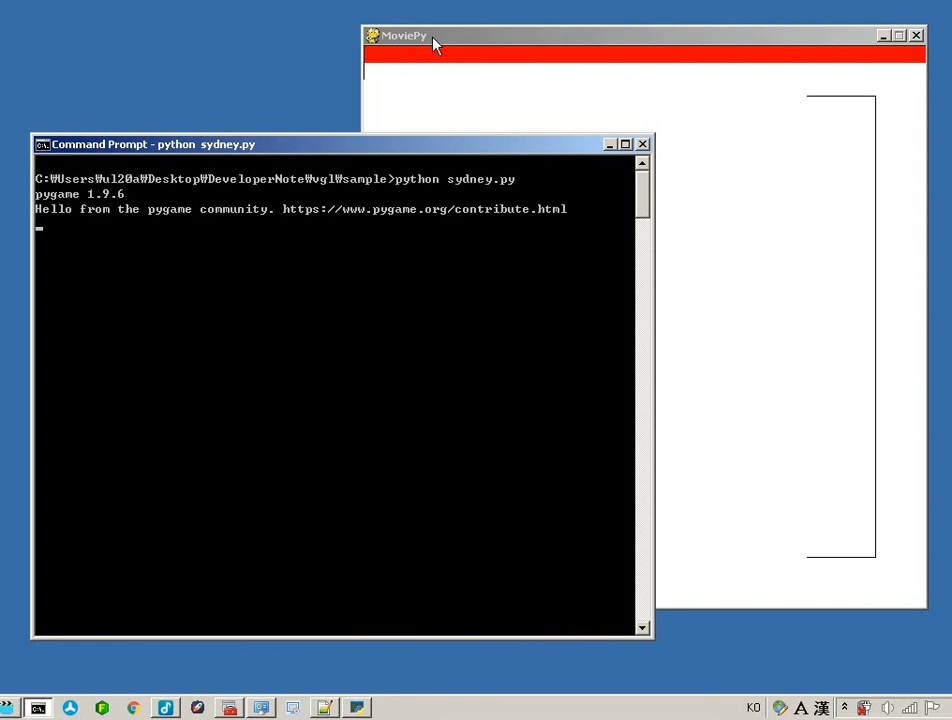 MoviePy
Command Prompt - python  sydney.py
C:₩Users₩ul20a₩Desktop₩DeveloperNote₩vgl₩sample>python sydney.py
pygame 1.9.6
Hello from the pygame community. https://www.pygame.org/contribute.html
KO A 漢